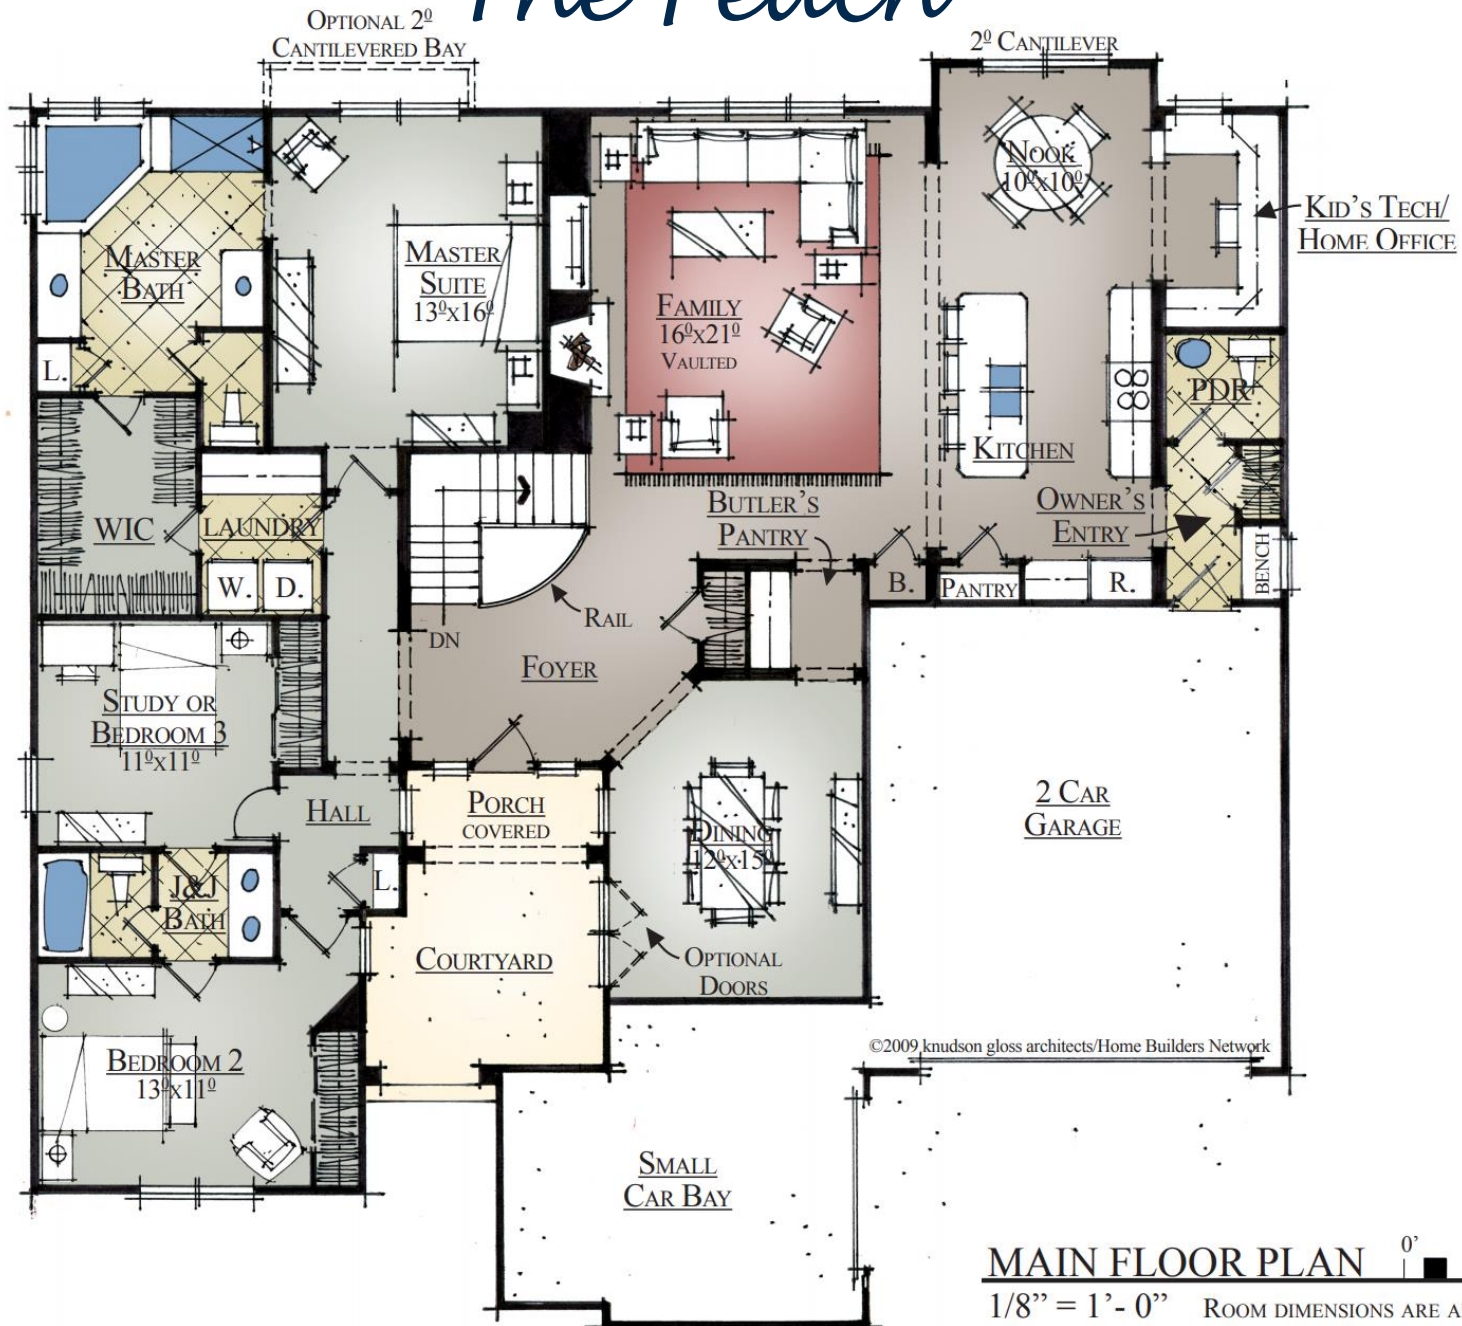 The Peach
OPTIONAL 2⁰
CANTILEVERED BAY
2⁰ CANTILEVER
NOOK
10⁰x10⁰
KID'S TECH/
HOME OFFICE
MASTER
BATH
MASTER
SUITE
13⁰x16⁰
FAMILY
16⁰x21⁰
VAULTED
L.
PDR
KITCHEN
WIC
LAUNDRY
W. D.
BUTLER'S
PANTRY
OWNER'S
ENTRY
BENCH
B.
PANTRY
R.
RAIL
DN
FOYER
STUDY OR
BEDROOM 3
11⁰x11⁰
HALL
PORCH
COVERED
DINING
12⁰x15⁰
2 CAR
GARAGE
L.
J&J
BATH
COURTYARD
OPTIONAL
DOORS
©2009 knudson gloss architects/Home Builders Network
BEDROOM 2
13⁰x11⁰
SMALL
CAR BAY
MAIN FLOOR PLAN 0'
1/8" = 1'- 0" ROOM DIMENSIONS ARE